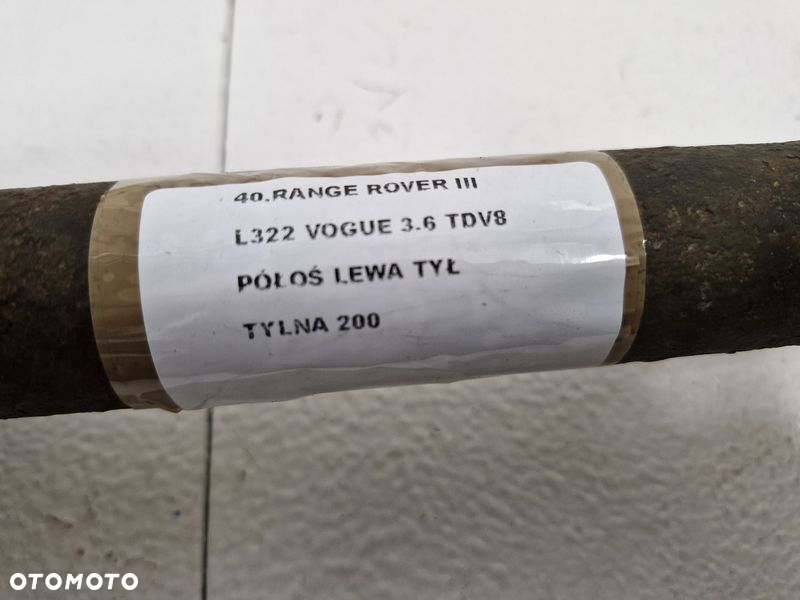 40.RANGE ROVER III
L322 VOGUE 3.6 TDV8
PÓŁOŚ LEWA TYŁ
TYLNA 200
OTOMOTO